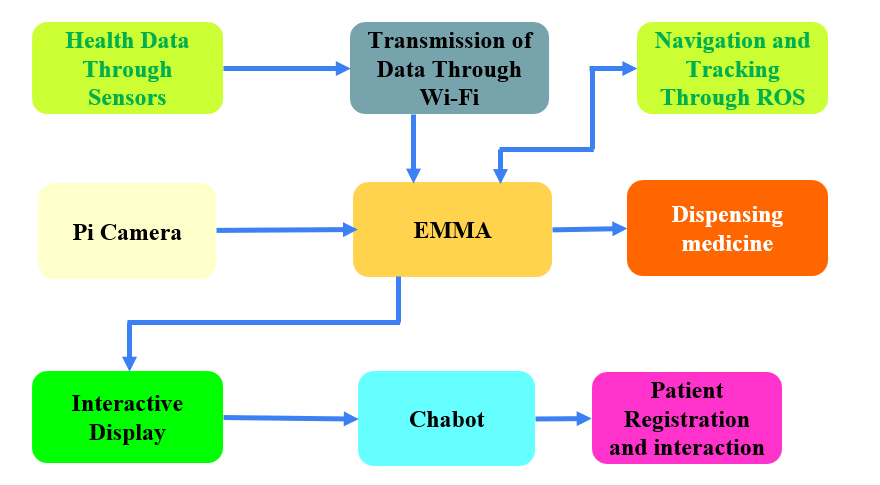 Health Data
Through
Sensors
Transmission of
Data Through
Wi-Fi
Navigation and
Tracking
Through ROS
Pi Camera
EMMA
Dispensing
medicine
Interactive
Display
Chabot
Patient
Registration
and interaction